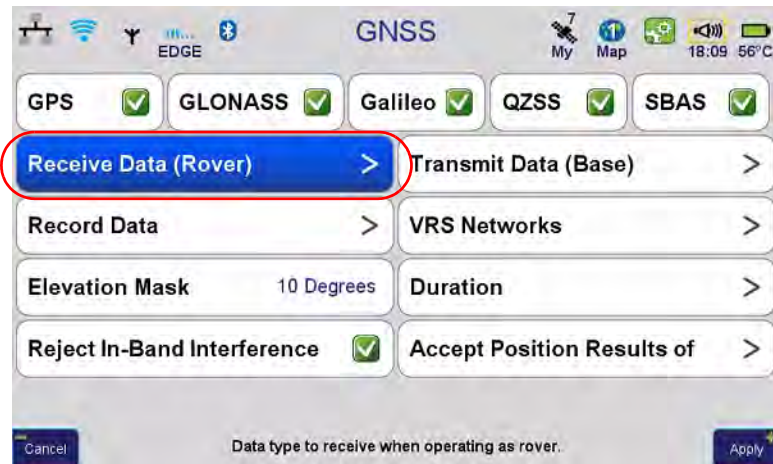 EDGE GNSS 7 My 1 Map 18:09 56°C
GPS GLONASS Galileo QZSS SBAS
Receive Data (Rover) > Transmit Data (Base) >
Record Data > VRS Networks >
Elevation Mask 10 Degrees Duration >
Reject In-Band Interference Accept Position Results of >
Cancel Data type to receive when operating as rover. Apply